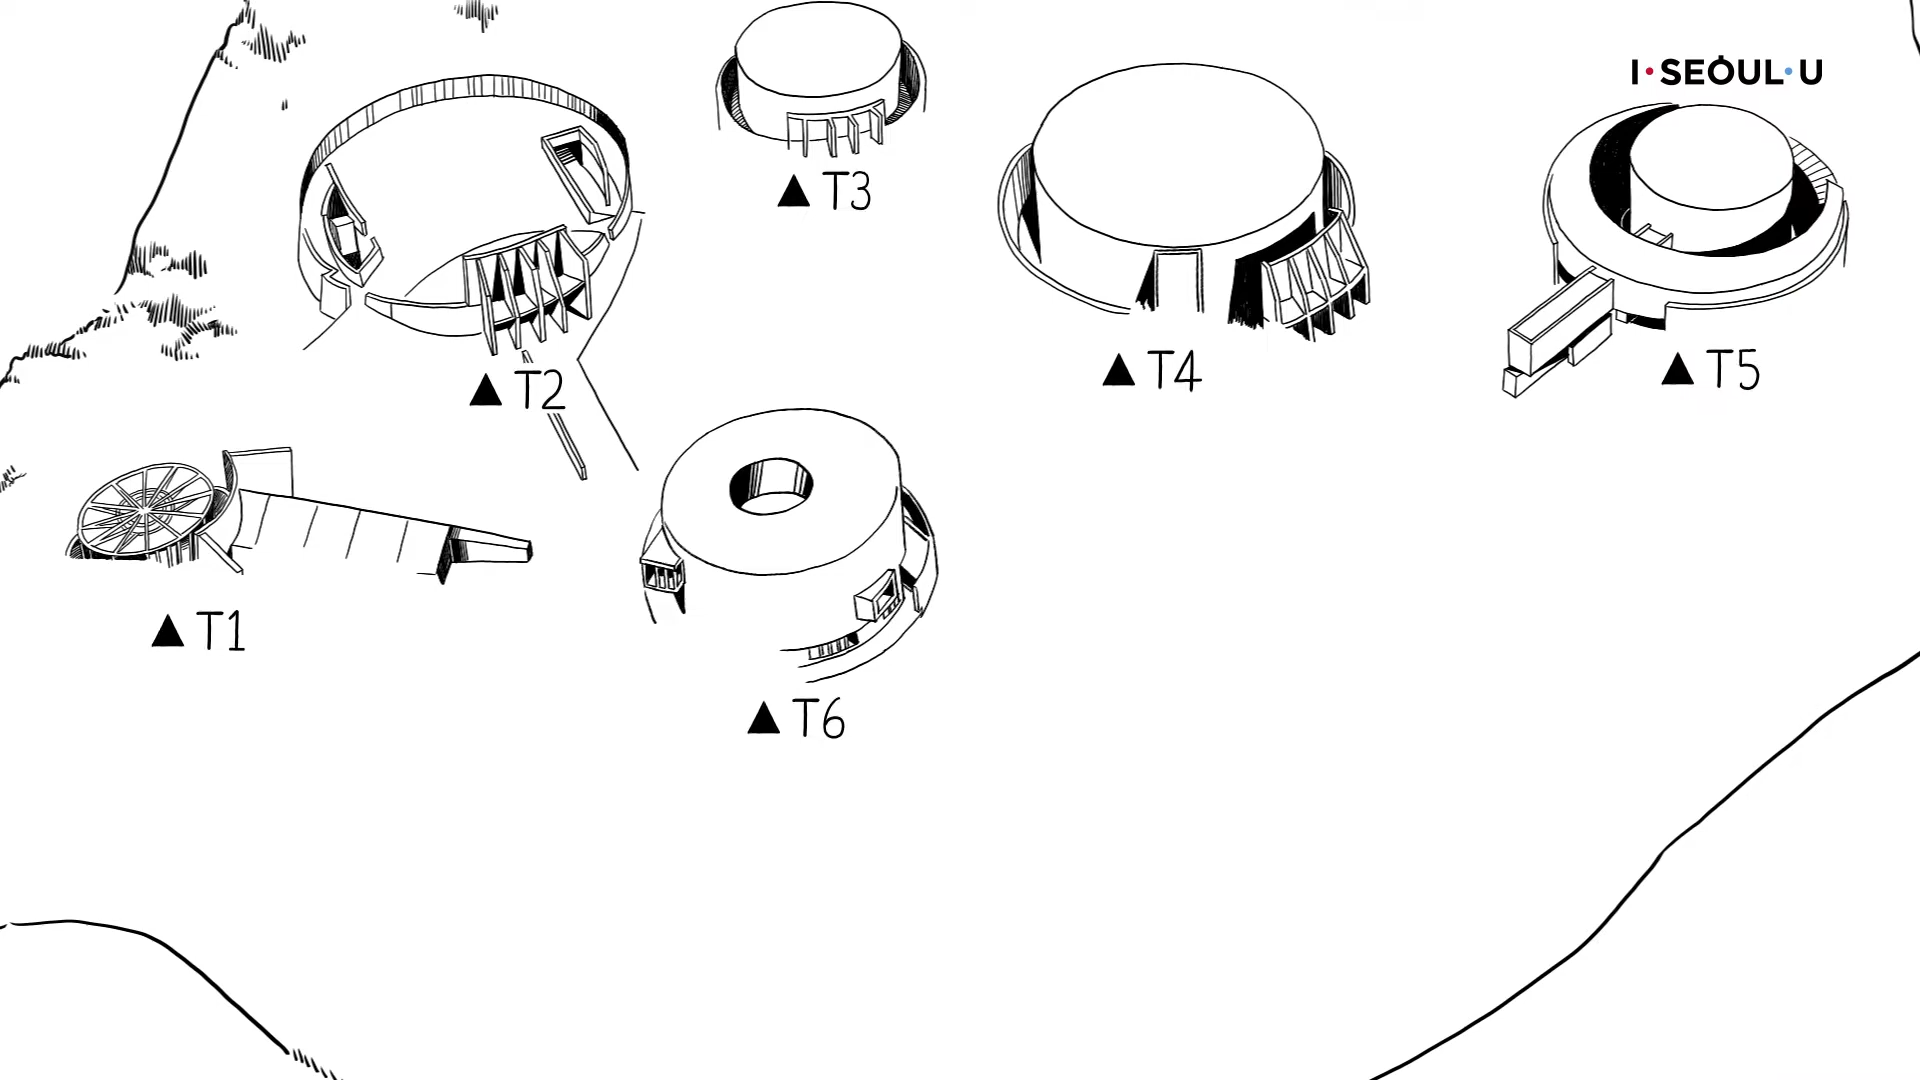 I·SEOUL·U
▲ T3
▲ T2
▲ T4
▲ T5
▲ T1
▲ T6